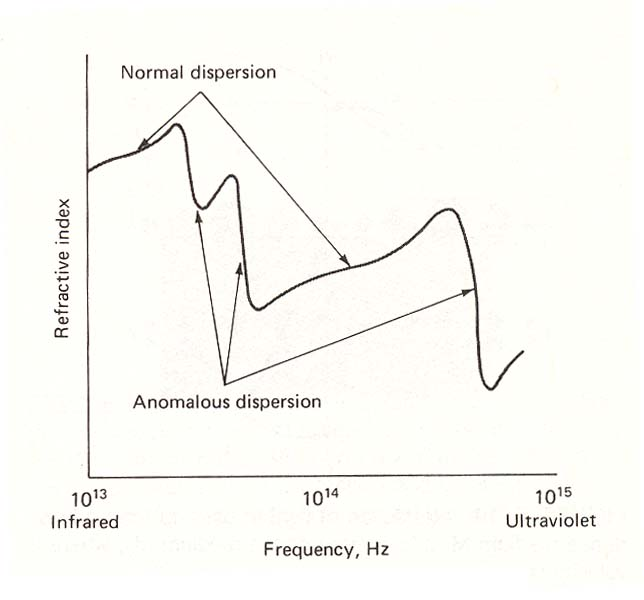 Normal dispersion
Refractive index
Anomalous dispersion
10¹³
10¹⁴
10¹⁵
Infrared
Ultraviolet
Frequency, Hz